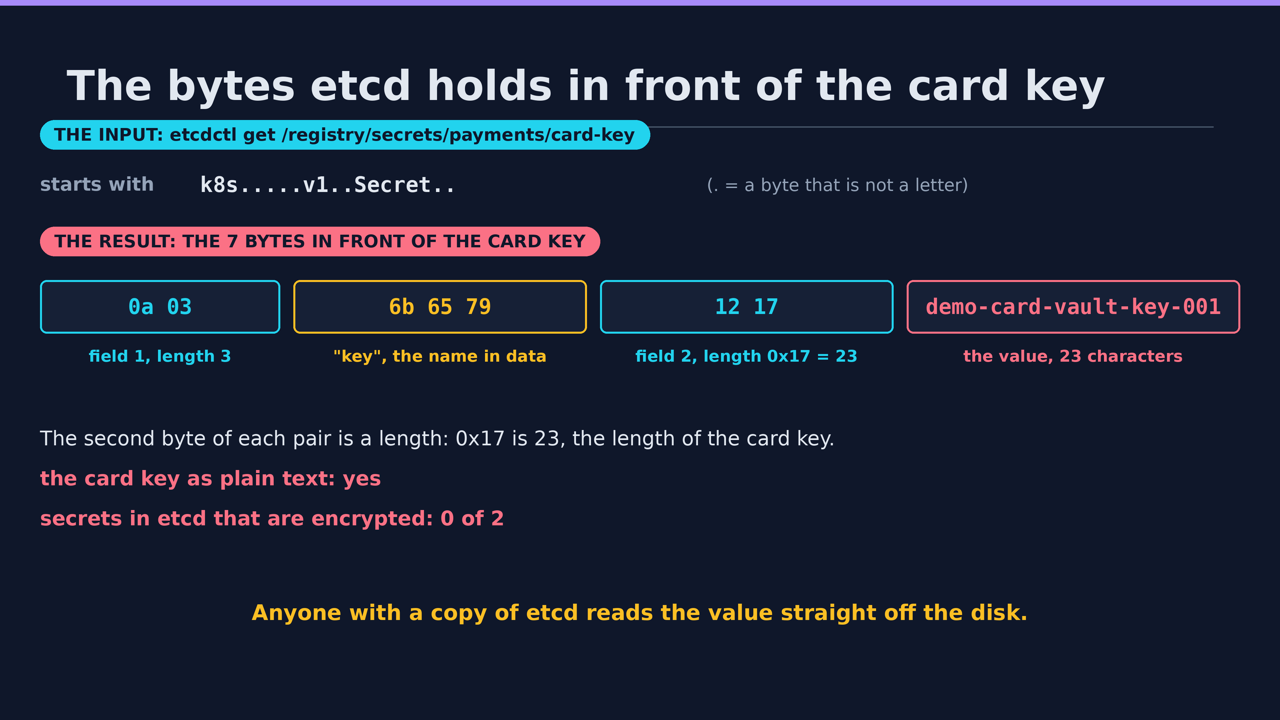 The bytes etcd holds in front of the card key
THE INPUT: etcdctl get /registry/secrets/payments/card-key
starts with k8s.....v1..Secret.. (. = a byte that is not a letter)
THE RESULT: THE 7 BYTES IN FRONT OF THE CARD KEY
0a 03 6b 65 79 12 17 demo-card-vault-key-001
field 1, length 3 "key", the name in data field 2, length 0x17 = 23 the value, 23 characters
The second byte of each pair is a length: 0x17 is 23, the length of the card key.
the card key as plain text: yes
secrets in etcd that are encrypted: 0 of 2
Anyone with a copy of etcd reads the value straight off the disk.